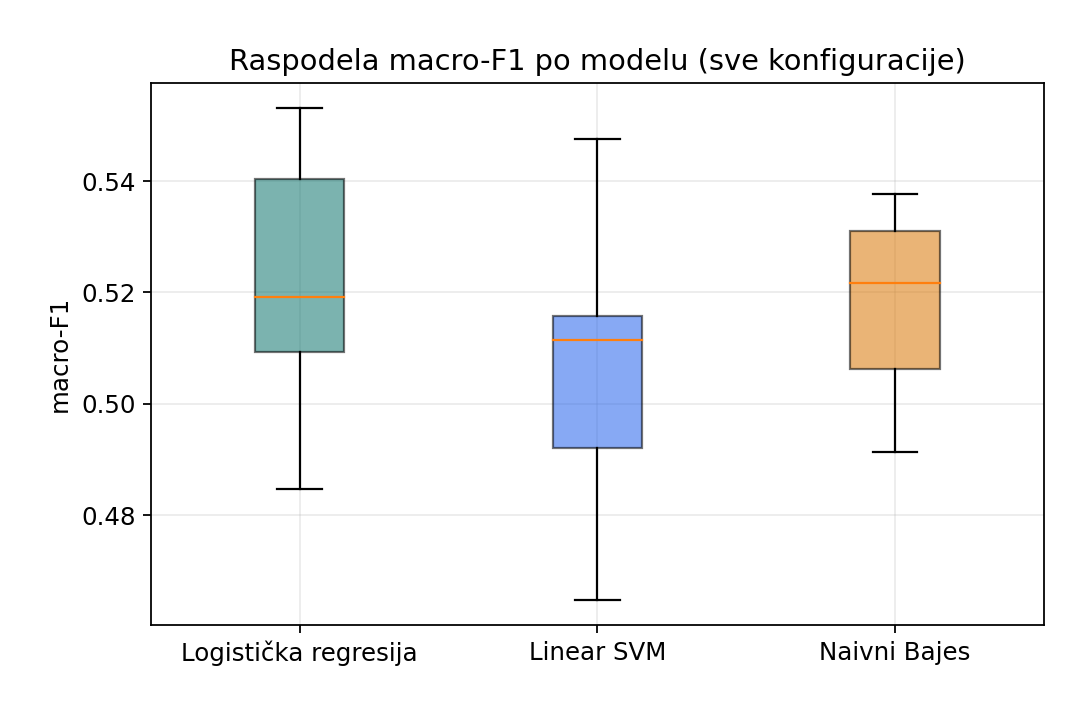 Raspodela macro-F1 po modelu (sve konfiguracije)
macro-F1
0.54
0.52
0.50
0.48
Logistička regresija
Linear SVM
Naivni Bajes